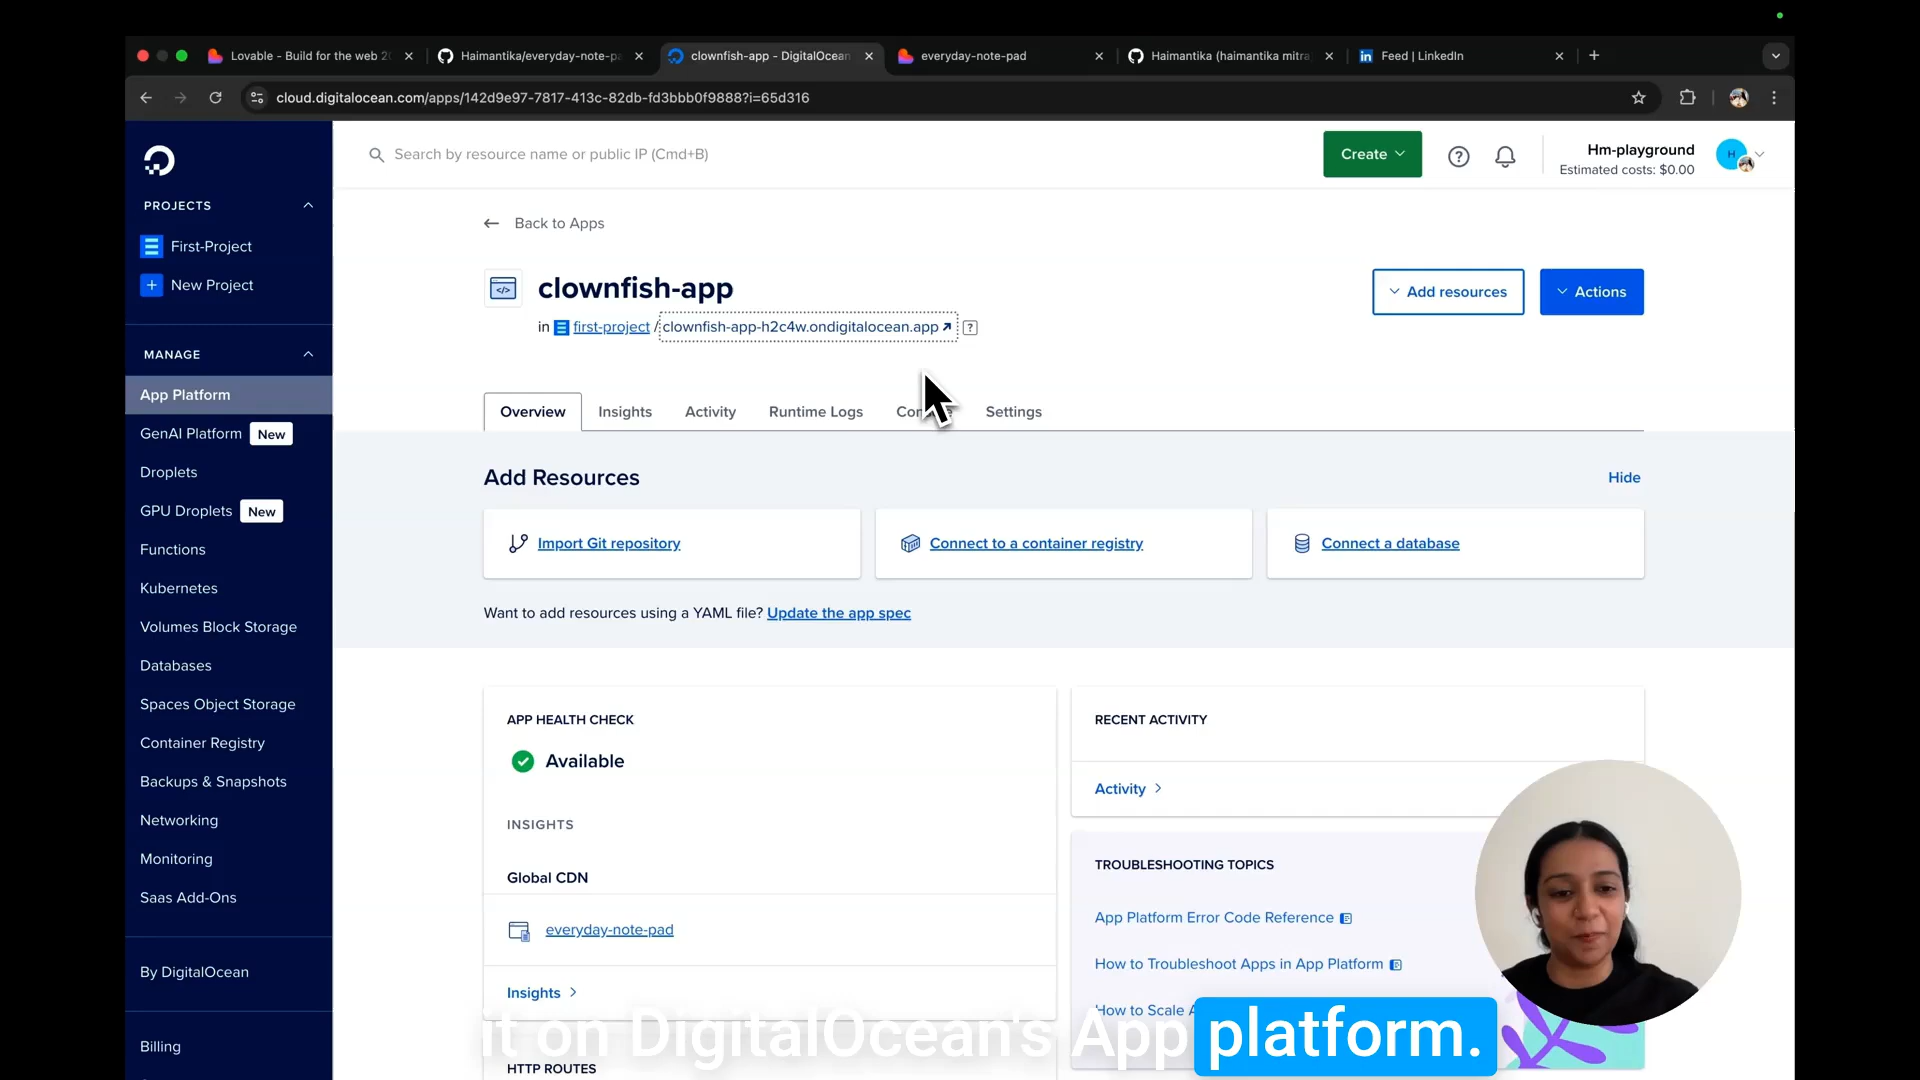 Lovable - Build for the web 20
Haimantika/everyday-note-pa
clownfish-app - DigitalOcean
everyday-note-pad
Haimantika (haimantika mitra
in Feed | LinkedIn
cloud.digitalocean.com/apps/142d9e97-7817-413c-82db-fd3bbb0f9888?i=65d316
Search by resource name or public IP (Cmd+B)
Create
Hm-playground
Estimated costs: $0.00
H
PROJECTS
First-Project
New Project
MANAGE
App Platform
GenAI Platform New
Droplets
GPU Droplets New
Functions
Kubernetes
Volumes Block Storage
Databases
Spaces Object Storage
Container Registry
Backups & Snapshots
Networking
Monitoring
Saas Add-Ons
By DigitalOcean
Billing
Back to Apps
clownfish-app
in first-project / clownfish-app-h2c4w.ondigitalocean.app ?
Add resources
Actions
Overview
Insights
Activity
Runtime Logs
Settings
Add Resources
Hide
Import Git repository
Connect to a container registry
Connect a database
Want to add resources using a YAML file? Update the app spec
APP HEALTH CHECK
Available
INSIGHTS
Global CDN
everyday-note-pad
Insights
HTTP ROUTES
RECENT ACTIVITY
Activity
TROUBLESHOOTING TOPICS
App Platform Error Code Reference
How to Troubleshoot Apps in App Platform
How to Scale
it on DigitalOcean's App platform.